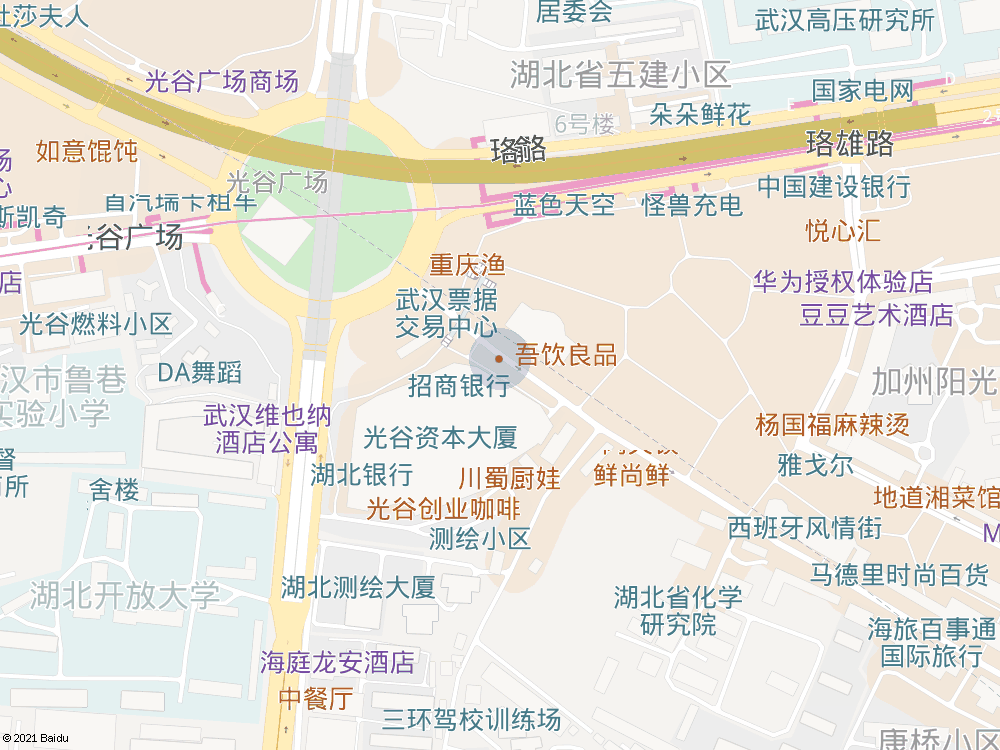 杜莎夫人
居委会
武汉高压研究所
光谷广场商场
湖北省五建小区
国家电网
朵朵鲜花
6号楼
如意馄饨
珞雄路
光谷广场
中国建设银行
斯凯奇
蓝色天空
怪兽充电
谷广场
悦心汇
重庆渔
店
华为授权体验店
武汉票据
交易中心
豆豆艺术酒店
光谷燃料小区
吾饮良品
DA舞蹈
招商银行
汉市鲁巷
实验小学
加州阳光
武汉维也纳
酒店公寓
杨国福麻辣烫
光谷资本大厦
湖北银行
川蜀厨娃
鲜尚鲜
雅戈尔
舍楼
光谷创业咖啡
地道湘菜馆
测绘小区
西班牙风情街
马德里时尚百货
湖北开放大学
湖北测绘大厦
湖北省化学
研究院
海旅百事通
国际旅行
海庭龙安酒店
中餐厅
三环驾校训练场
康桥小区
© 2021 Baidu